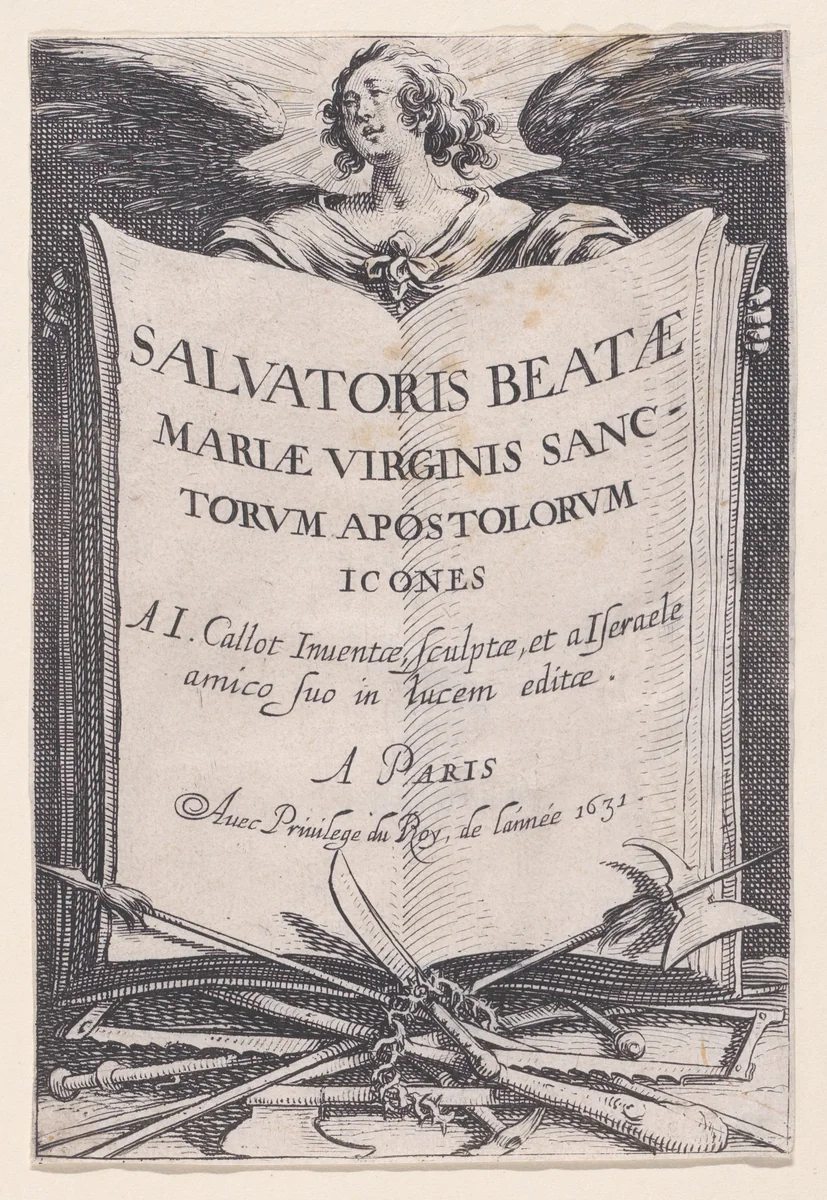 SALVATORIS BEATÆ
MARIÆ VIRGINIS SANC-
TORVM APOSTOLORVM
ICONES
A I. Callot Inuentæ, ſculptæ, et a Iſeraele
amico ſuo in lucem editæ.
A PARIS
Auec Priuilege du Roy, de lánnée 1631.